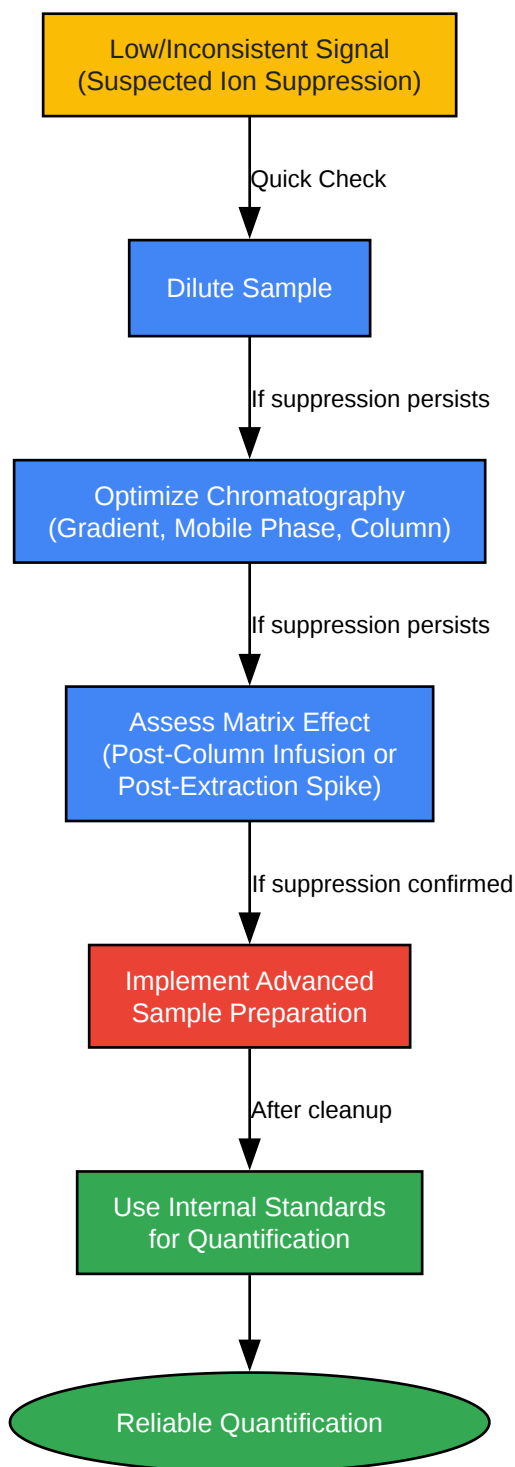 Low/Inconsistent Signal
(Suspected Ion Suppression)
Quick Check
Dilute Sample
If suppression persists
Optimize Chromatography
(Gradient, Mobile Phase, Column)
If suppression persists
Assess Matrix Effect
(Post-Column Infusion or
Post-Extraction Spike)
If suppression confirmed
Implement Advanced
Sample Preparation
After cleanup
Use Internal Standards
for Quantification
Reliable Quantification